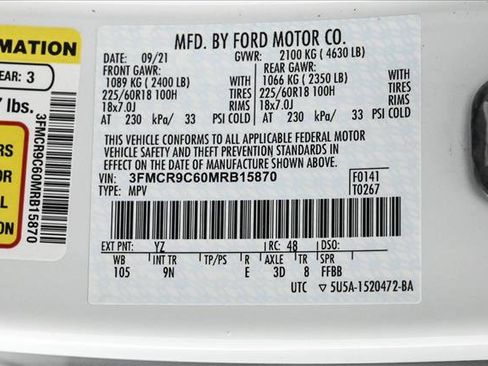 MATION
EAR: 3
7 lbs.
RS
O
AL
ION
3FMCR9C60MRB15870
MFD. BY FORD MOTOR CO.
DATE: 09/21 GVWR: 2100 KG ( 4630 LB)
FRONT GAWR: REAR GAWR:
1089 KG ( 2400 LB) WITH 1066 KG ( 2350 LB) WITH
225/60R18 100H TIRES 225/60R18 100H TIRES
18x7.0J RIMS 18x7.0J RIMS
AT 230 kPa/ 33 PSI COLD AT 230 kPa/ 33 PSI COLD
THIS VEHICLE CONFORMS TO ALL APPLICABLE FEDERAL MOTOR
VEHICLE SAFETY AND THEFT PREVENTION STANDARDS IN
EFFECT ON THE DATE OF MANUFACTURE SHOWN ABOVE.
VIN: 3FMCR9C60MRB15870 F0141
TYPE: MPV T0267
EXT PNT: YZ RC: 48 DSO:
WB INT TR TP/PS R AXLE TR SPR
105 9N E 3D 8 FFBB
UTC 5U5A-1520472-BA